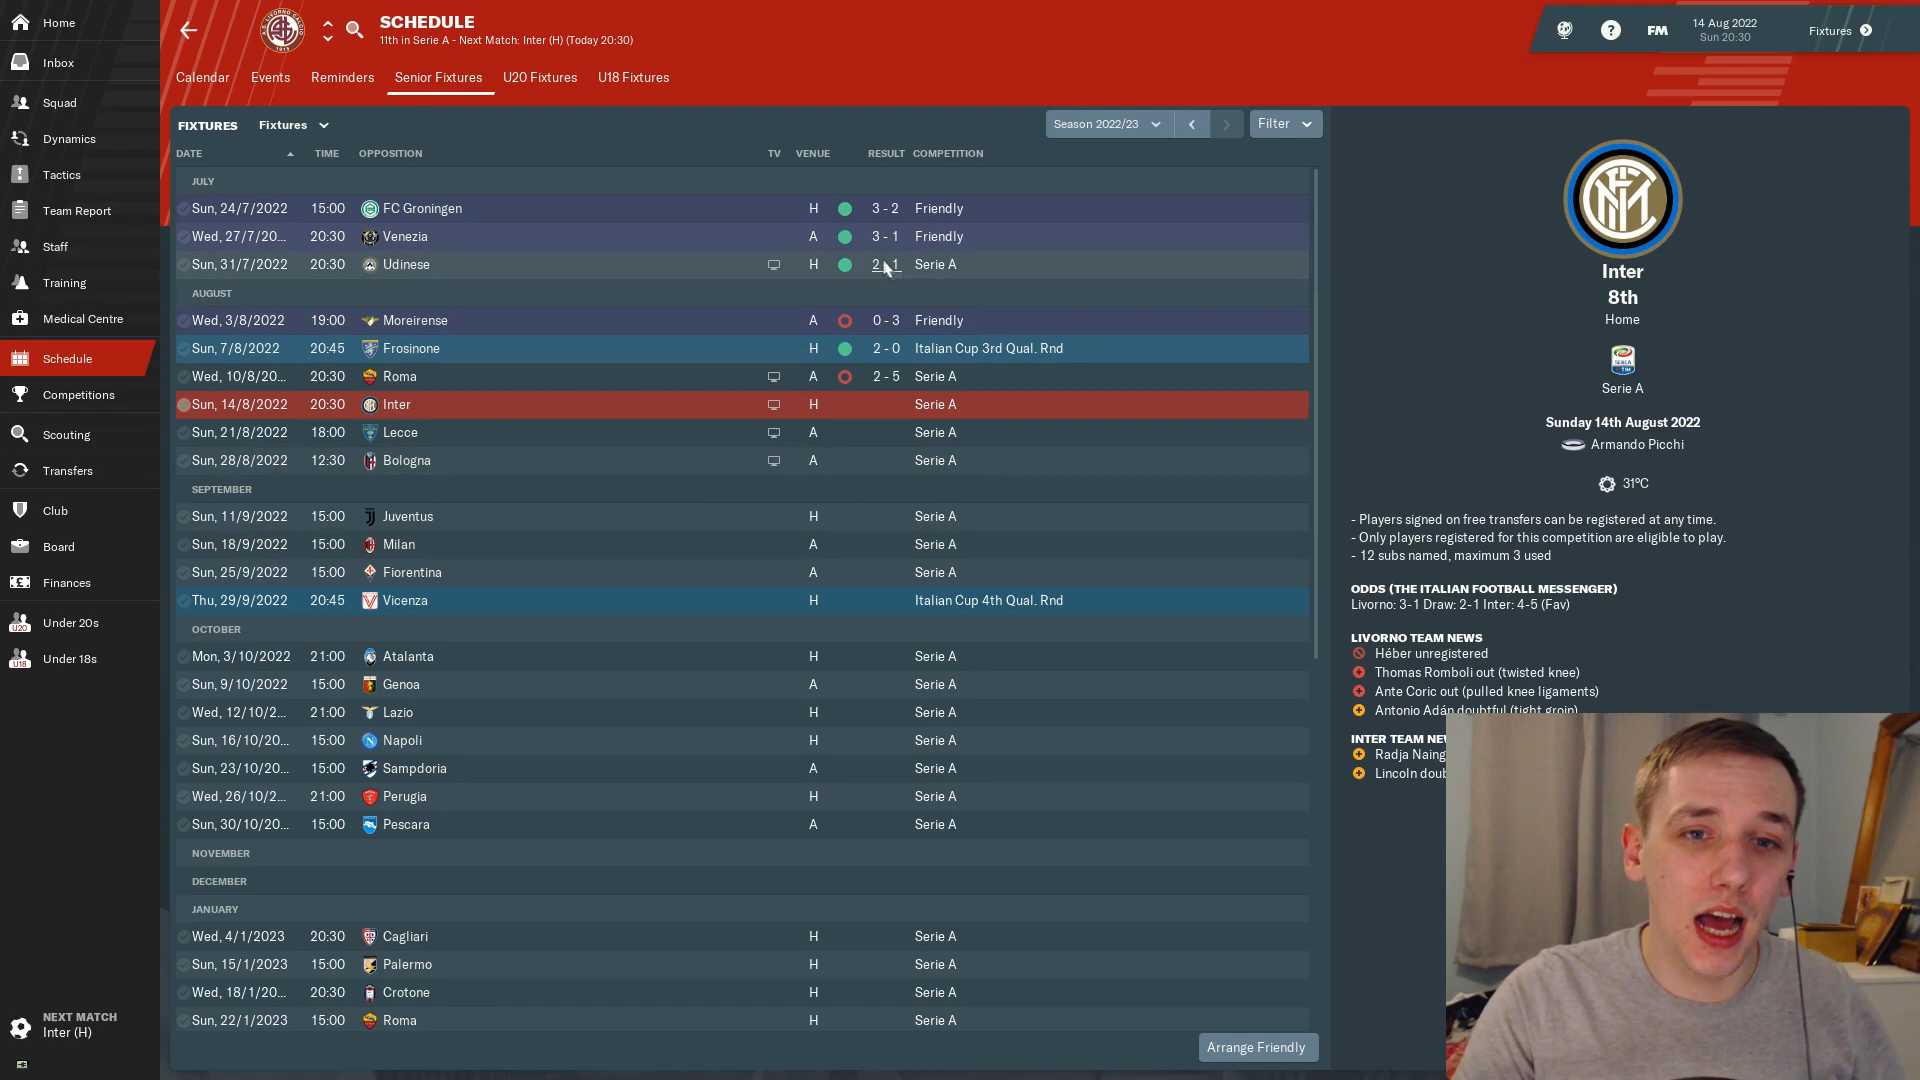 Home
Inbox
Squad
Dynamics
Tactics
Team Report
Staff
Training
Medical Centre
Schedule
Competitions
Scouting
Transfers
Club
Board
Finances
U20 Under 20s
U18 Under 18s
NEXT MATCH
Inter (H)
SCHEDULE
11th in Serie A - Next Match: Inter (H) (Today 20:30)
Calendar Events Reminders Senior Fixtures U20 Fixtures U18 Fixtures
? FM 14 Aug 2022 Fixtures
Sun 20:30
FIXTURES Fixtures Season 2022/23 Filter
DATE TIME OPPOSITION TV VENUE RESULT COMPETITION
JULY
Sun, 24/7/2022 15:00 FC Groningen H 3 - 2 Friendly
Wed, 27/7/20... 20:30 Venezia A 3 - 1 Friendly
Sun, 31/7/2022 20:30 Udinese H 2 - 1 Serie A
AUGUST
Wed, 3/8/2022 19:00 Moreirense A 0 - 3 Friendly
Sun, 7/8/2022 20:45 Frosinone H 2 - 0 Italian Cup 3rd Qual. Rnd
Wed, 10/8/20... 20:30 Roma A 2 - 5 Serie A
Sun, 14/8/2022 20:30 Inter H Serie A
Sun, 21/8/2022 18:00 Lecce A Serie A
Sun, 28/8/2022 12:30 Bologna A Serie A
SEPTEMBER
Sun, 11/9/2022 15:00 Juventus H Serie A
Sun, 18/9/2022 15:00 Milan A Serie A
Sun, 25/9/2022 15:00 Fiorentina A Serie A
Thu, 29/9/2022 20:45 Vicenza H Italian Cup 4th Qual. Rnd
OCTOBER
Mon, 3/10/2022 21:00 Atalanta H Serie A
Sun, 9/10/2022 15:00 Genoa A Serie A
Wed, 12/10/2... 21:00 Lazio H Serie A
Sun, 16/10/20... 15:00 Napoli H Serie A
Sun, 23/10/20... 15:00 Sampdoria A Serie A
Wed, 26/10/2... 21:00 Perugia H Serie A
Sun, 30/10/20... 15:00 Pescara A Serie A
NOVEMBER
DECEMBER
JANUARY
Wed, 4/1/2023 20:30 Cagliari H Serie A
Sun, 15/1/2023 15:00 Palermo H Serie A
Wed, 18/1/20... 20:30 Crotone H Serie A
Sun, 22/1/2023 15:00 Roma H Serie A
Arrange Friendly
Inter
8th
Home
Serie A
Sunday 14th August 2022
Armando Picchi
31°C
- Players signed on free transfers can be registered at any time.
- Only players registered for this competition are eligible to play.
- 12 subs named, maximum 3 used
ODDS (THE ITALIAN FOOTBALL MESSENGER)
Livorno: 3-1 Draw: 2-1 Inter: 4-5 (Fav)
LIVORNO TEAM NEWS
Héber unregistered
Thomas Romboli out (twisted knee)
Ante Coric out (pulled knee ligaments)
Antonio Adán doubtful (tight groin)
INTER TEAM
Radja
Lincoln